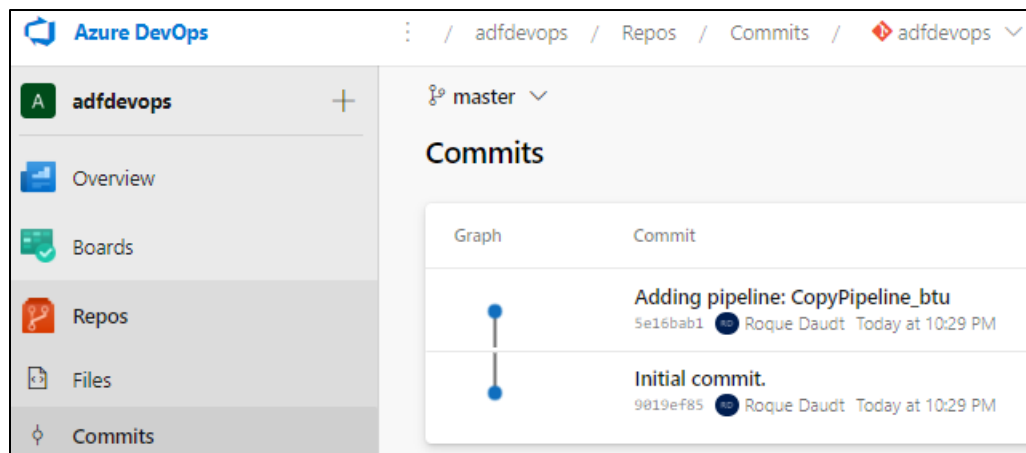 Azure DevOps
/ adfdevops / Repos / Commits / adfdevops
A adfdevops
master
Commits
Overview
Boards
Repos
Files
Commits
Graph Commit
Adding pipeline: CopyPipeline_btu
5e16bab1 RD Roque Daudt Today at 10:29 PM
Initial commit.
9019ef85 RD Roque Daudt Today at 10:29 PM